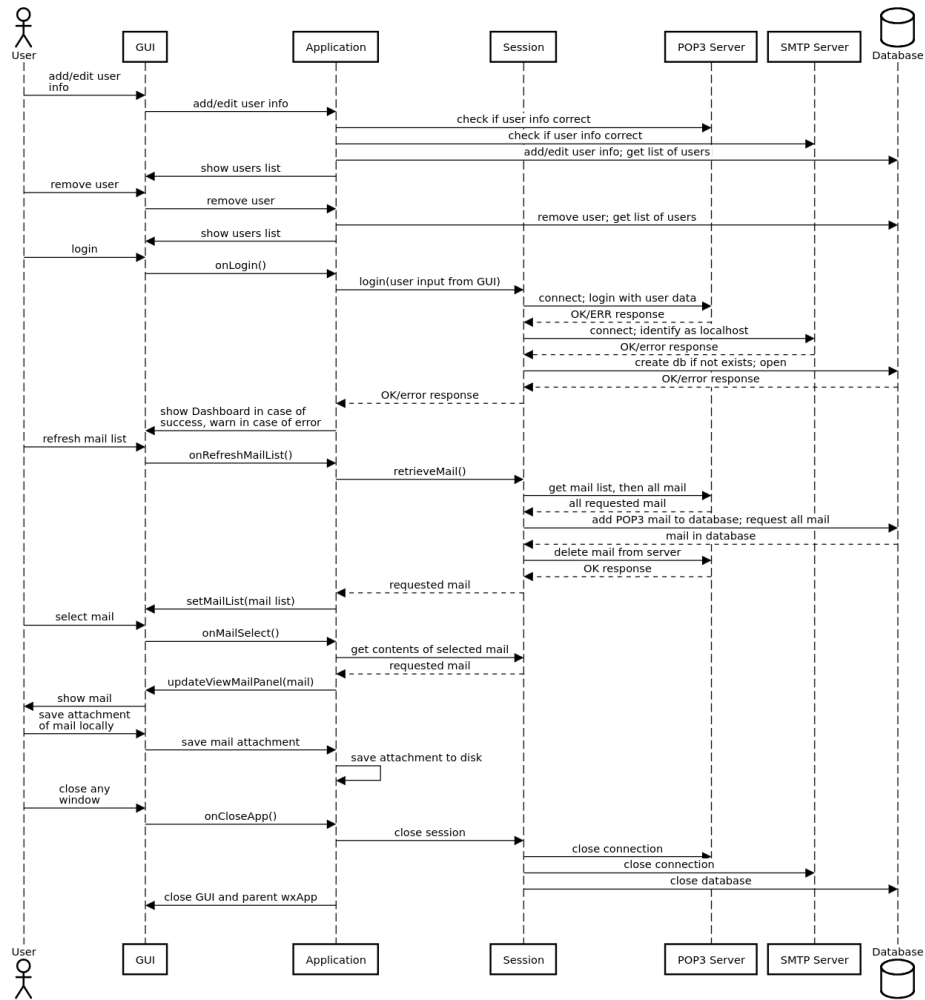 User
GUI
Application
Session
POP3 Server
SMTP Server
Database
add/edit user
info
add/edit user info
check if user info correct
check if user info correct
add/edit user info; get list of users
show users list
remove user
remove user
remove user; get list of users
show users list
login
onLogin()
login(user input from GUI)
connect; login with user data
OK/ERR response
connect; identify as localhost
OK/error response
create db if not exists; open
OK/error response
OK/error response
show Dashboard in case of
success, warn in case of error
refresh mail list
onRefreshMailList()
retrieveMail()
get mail list, then all mail
all requested mail
add POP3 mail to database; request all mail
mail in database
delete mail from server
OK response
requested mail
setMailList(mail list)
select mail
onMailSelect()
get contents of selected mail
requested mail
updateViewMailPanel(mail)
show mail
save attachment
of mail locally
save mail attachment
save attachment to disk
close any
window
onCloseApp()
close session
close connection
close connection
close database
close GUI and parent wxApp
User
GUI
Application
Session
POP3 Server
SMTP Server
Database